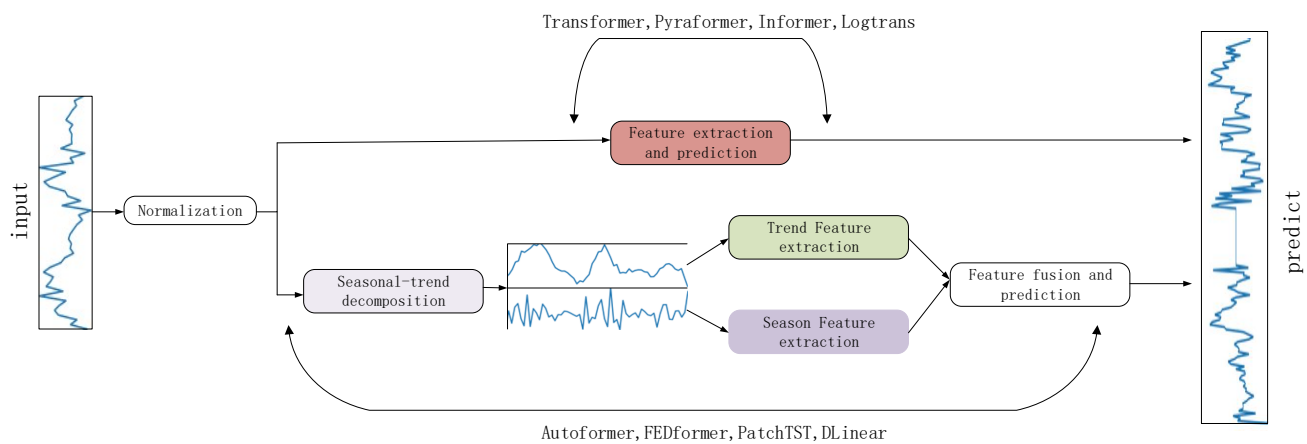 Transformer,Pyraformer,Informer,Logtrans
input
Normalization
Feature extraction
and prediction
Seasonal-trend
decomposition
Trend Feature
extraction
Season Feature
extraction
Feature fusion and
prediction
predict
Autoformer,FEDformer,PatchTST,DLinear